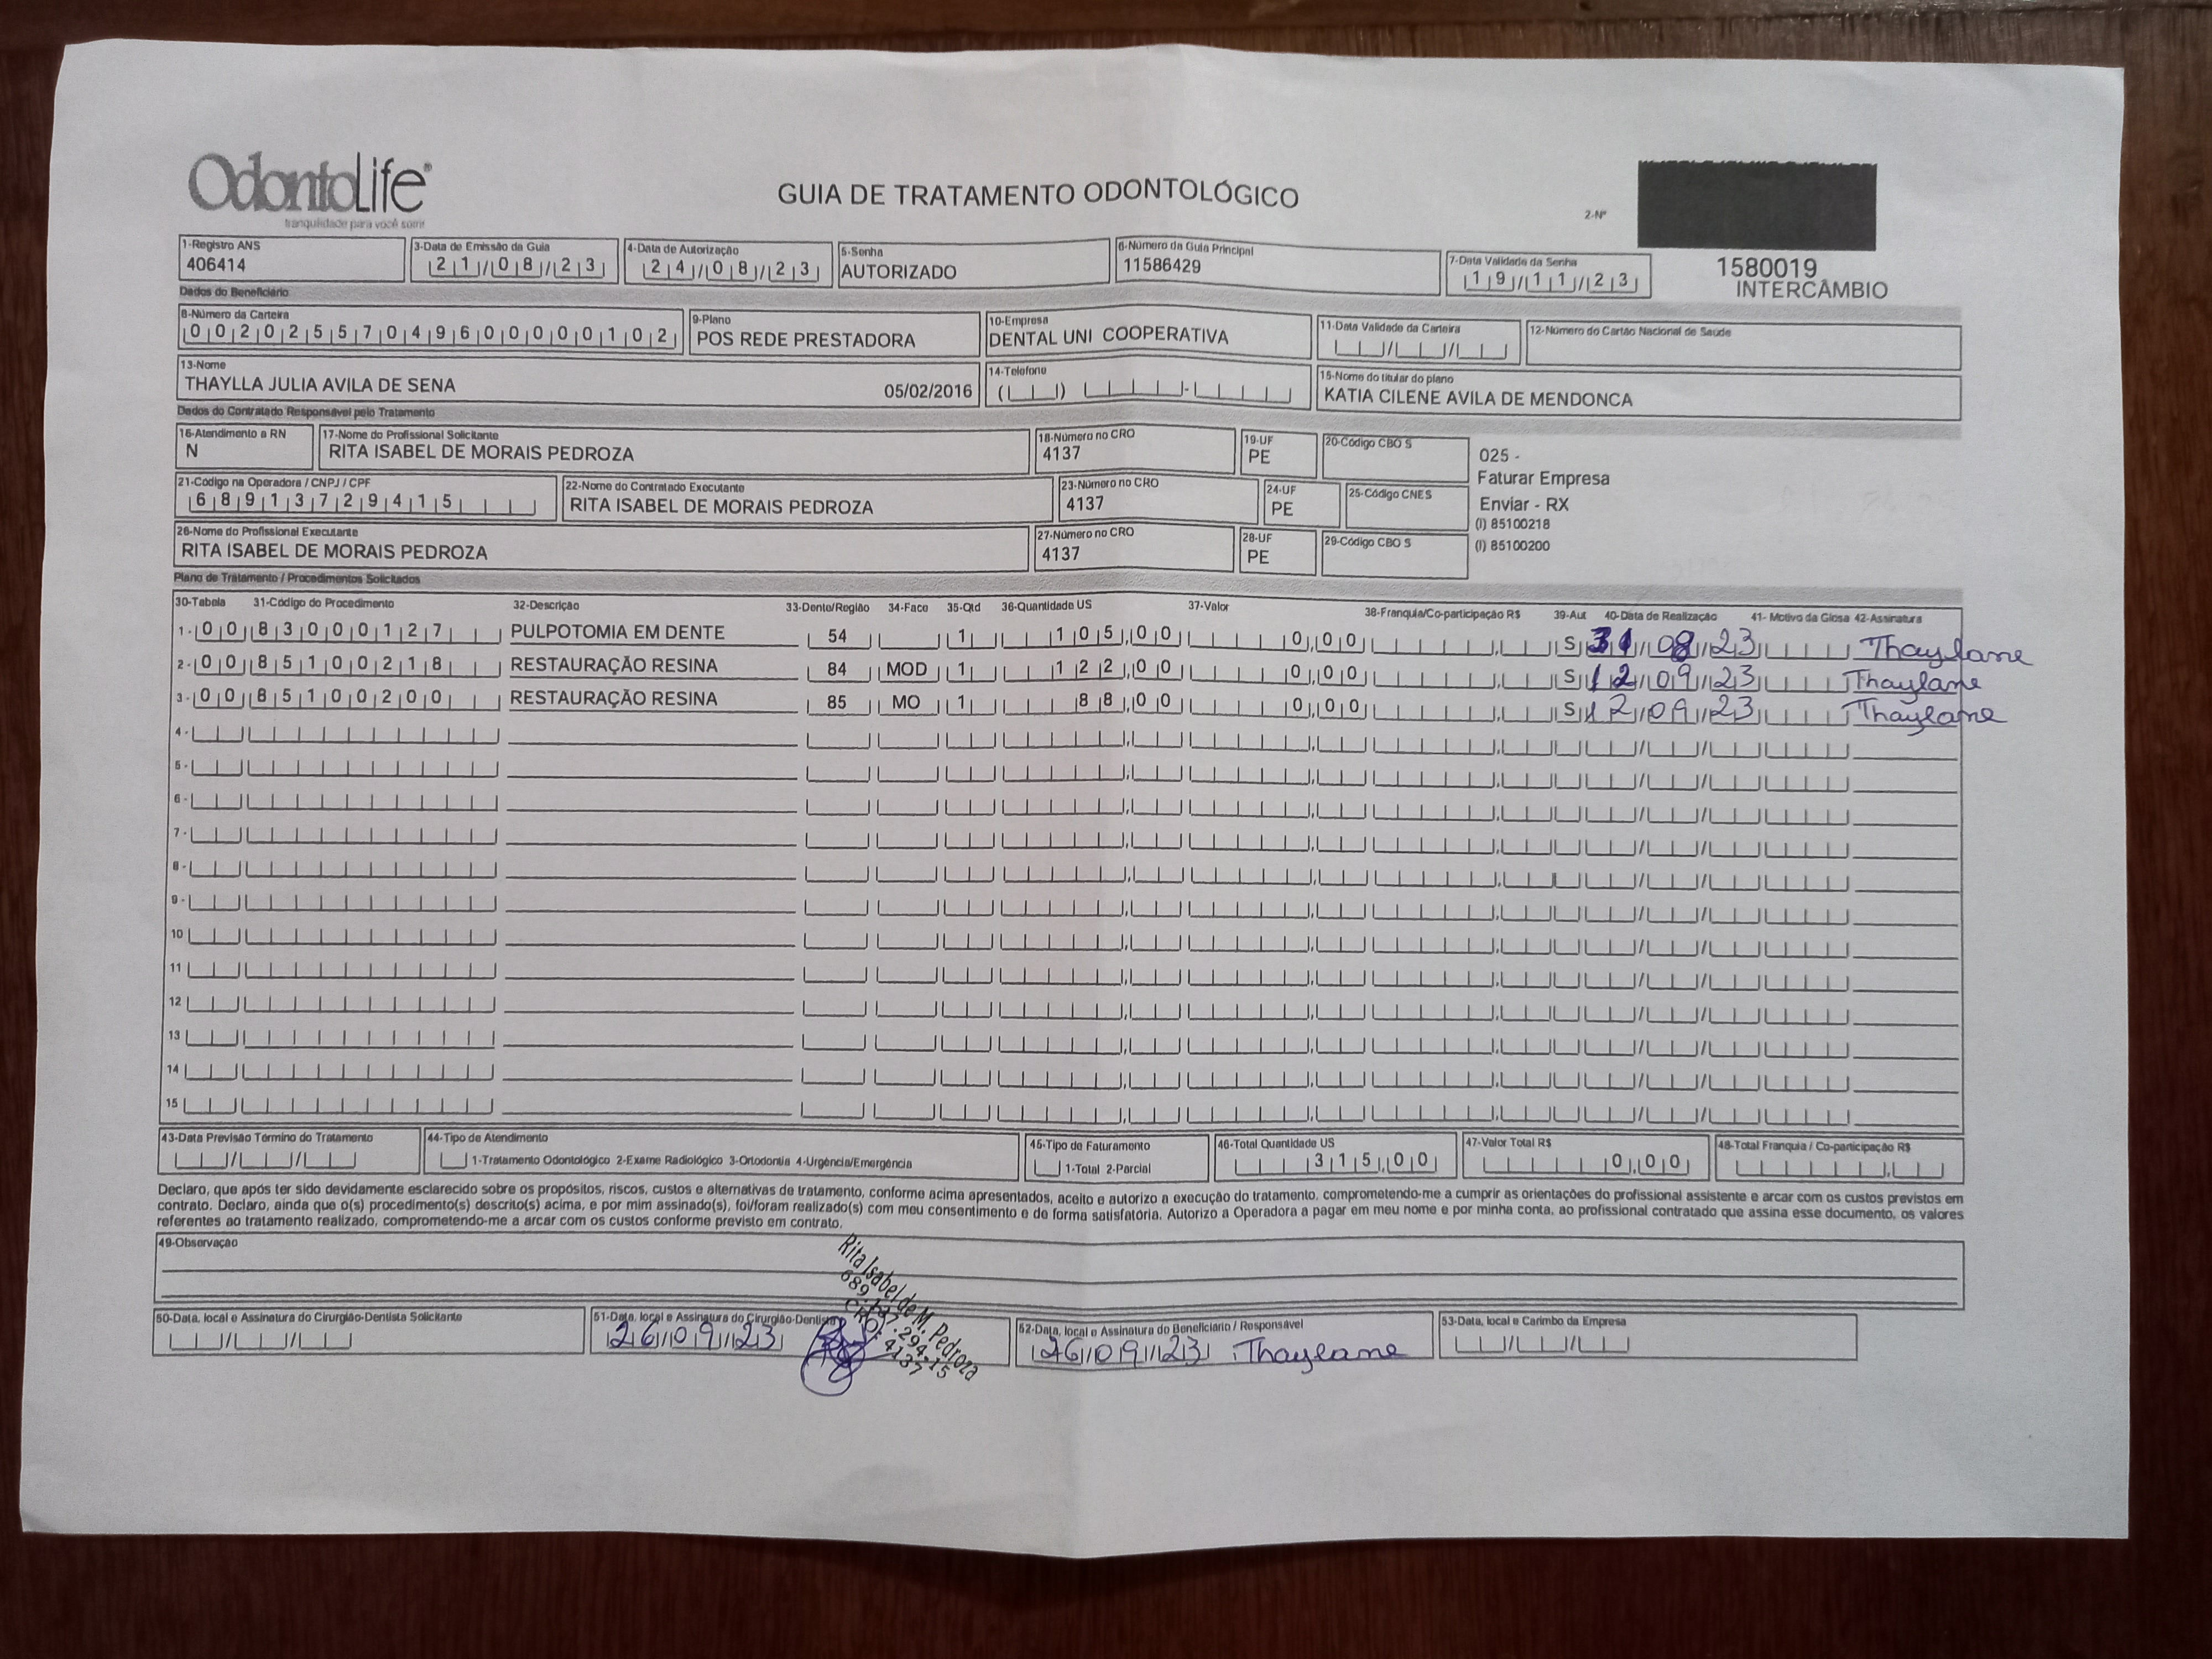 OdontoLife®
tranquilidade para você sorrir
GUIA DE TRATAMENTO ODONTOLÓGICO
2-Nº
1580019
INTERCÂMBIO
1-Registro ANS
406414
3-Data de Emissão da Guia
21/08/23
4-Data de Autorização
24/08/23
5-Senha
AUTORIZADO
6-Número da Guia Principal
11586429
7-Data Validade da Senha
19/11/23
Dados do Beneficiário
8-Número da Carteira
00202557049600000102
9-Plano
POS REDE PRESTADORA
10-Empresa
DENTAL UNI COOPERATIVA
11-Data Validade da Carteira
12-Número do Cartão Nacional de Saúde
13-Nome
THAYLLA JULIA AVILA DE SENA 05/02/2016
14-Telefone
15-Nome do titular do plano
KATIA CILENE AVILA DE MENDONCA
Dados do Contratado Responsável pelo Tratamento
16-Atendimento a RN
N
17-Nome do Profissional Solicitante
RITA ISABEL DE MORAIS PEDROZA
18-Número no CRO
4137
19-UF
PE
20-Código CBO S
025 -
Faturar Empresa
Enviar - RX
(I) 85100218
(I) 85100200
21-Código na Operadora / CNPJ / CPF
68913729415
22-Nome do Contratado Executante
RITA ISABEL DE MORAIS PEDROZA
23-Número no CRO
4137
24-UF
PE
25-Código CNES
26-Nome do Profissional Executante
RITA ISABEL DE MORAIS PEDROZA
27-Número no CRO
4137
28-UF
PE
29-Código CBO S
Plano de Tratamento / Procedimentos Solicitados
30-Tabela 31-Código do Procedimento 32-Descrição 33-Dente/Região 34-Face 35-Qtd 36-Quantidade US 37-Valor 38-Franquia/Co-participação R$ 39-Aut 40-Data de Realização 41- Motivo da Glosa 42-Assinatura
1- 00 83000127 PULPOTOMIA EM DENTE 54 1 105,00 0,00 S 31/08/23 Thaylane
2- 00 85100218 RESTAURAÇÃO RESINA 84 MOD 1 122,00 0,00 S 12/09/23 Thaylane
3- 00 85100200 RESTAURAÇÃO RESINA 85 MO 1 88,00 0,00 S 12/09/23 Thaylane
4-
5-
6-
7-
8-
9-
10
11
12
13
14
15
43-Data Previsão Término do Tratamento
44-Tipo de Atendimento
1-Tratamento Odontológico 2-Exame Radiológico 3-Ortodontia 4-Urgência/Emergência
45-Tipo de Faturamento
1-Total 2-Parcial
46-Total Quantidade US
315,00
47-Valor Total R$
0,00
48-Total Franquia / Co-participação R$
Declaro, que após ter sido devidamente esclarecido sobre os propósitos, riscos, custos e alternativas de tratamento, conforme acima apresentados, aceito e autorizo a execução do tratamento, comprometendo-me a cumprir as orientações do profissional assistente e arcar com os custos previstos em
contrato. Declaro, ainda que o(s) procedimento(s) descrito(s) acima, e por mim assinado(s), foi/foram realizado(s) com meu consentimento e de forma satisfatória. Autorizo a Operadora a pagar em meu nome e por minha conta, ao profissional contratado que assina esse documento, os valores
referentes ao tratamento realizado, comprometendo-me a arcar com os custos conforme previsto em contrato.
49-Observação
50-Data, local e Assinatura do Cirurgião-Dentista Solicitante
51-Data, local e Assinatura do Cirurgião-Dentista
26/09/23
Rita Isabel de M. Pedroza
689.137.294-15
CRO: 4137
52-Data, local e Assinatura do Beneficiário / Responsável
26/09/23 Thaylane
53-Data, local e Carimbo da Empresa